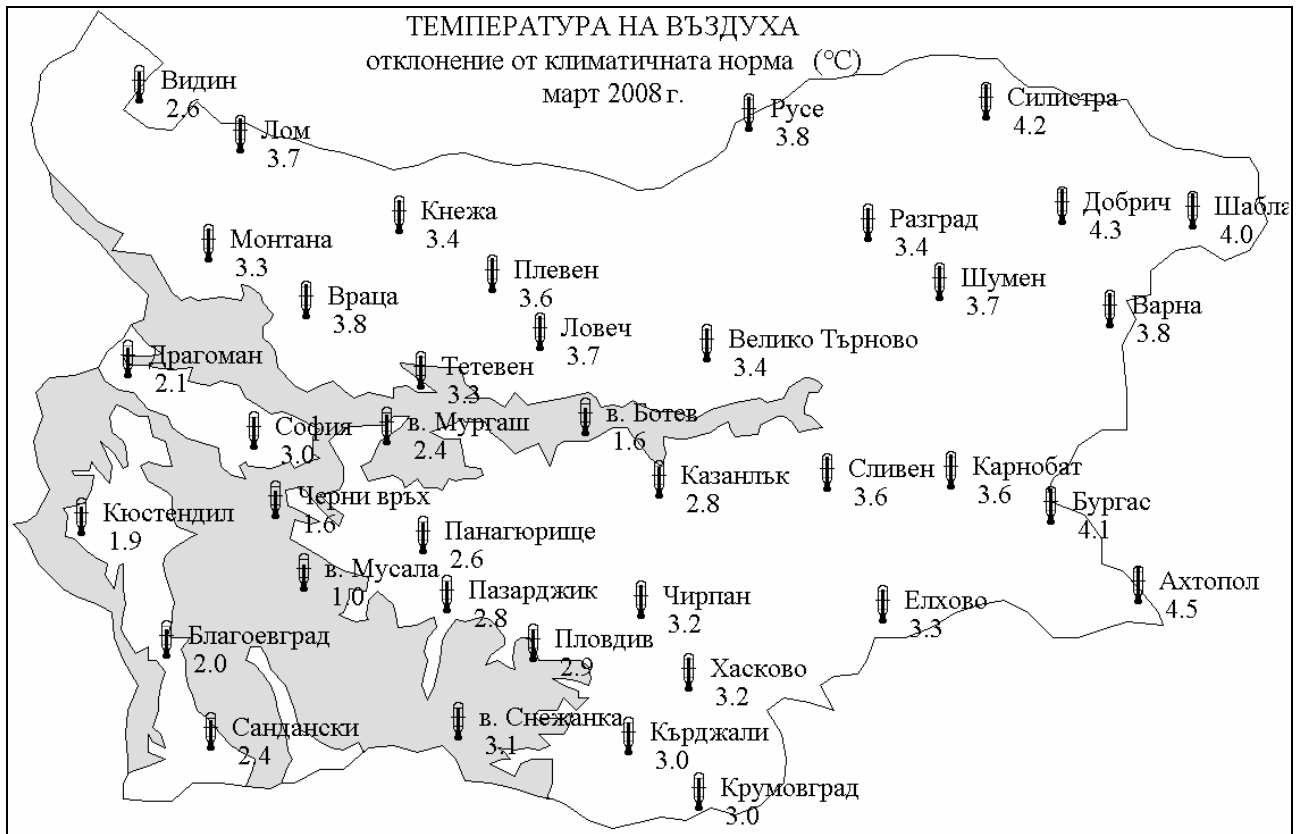 ТЕМПЕРАТУРА НА ВЪЗДУХА
отклонение от климатичната норма (°C)
март 2008 г.
Видин
2.6
Лом
3.7
Русе
3.8
Силистра
4.2
Кнежа
3.4
Монтана
3.3
Разград
3.4
Добрич
4.3
Шабла
4.0
Плевен
3.6
Враца
3.8
Шумен
3.7
Варна
3.8
Ловеч
3.7
Велико Търново
3.4
Драгоман
2.1
Тетевен
3.3
София
3.0
в. Мургаш
2.4
в. Ботев
1.6
Казанлък
2.8
Сливен
3.6
Карнобат
3.6
Бургас
4.1
Черни връх
1.6
Кюстендил
1.9
Панагюрище
2.6
в. Мусала
1.0
Пазарджик
2.8
Чирпан
3.2
Елхово
3.3
Ахтопол
4.5
Благоевград
2.0
Пловдив
2.9
Хасково
3.2
Сандански
2.4
в. Снежанка
3.1
Кърджали
3.0
Крумовград
3.0